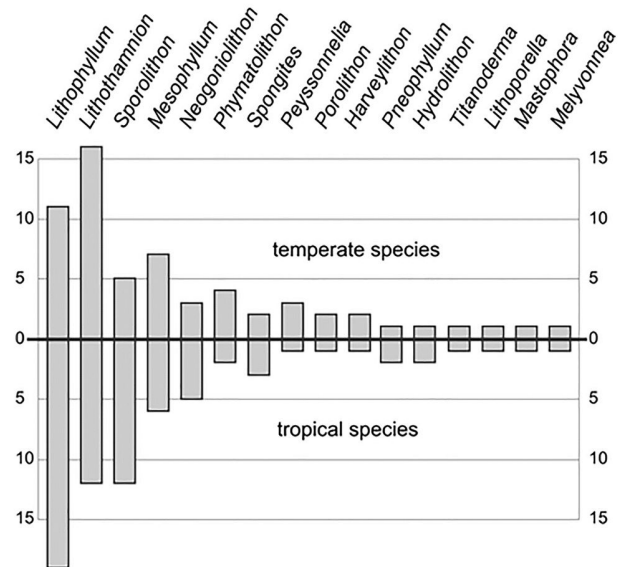 Lithophyllum
Lithothamnion
Sporolithon
Mesophyllum
Neogoniolithon
Phymatolithon
Spongites
Peyssonnelia
Porolithon
Harveylithon
Pneophyllum
Hydrolithon
Titanoderma
Lithoporella
Mastophora
Melyvonnea
15 15
10 10
temperate species
5 5
0 0
5 5
tropical species
10 10
15 15